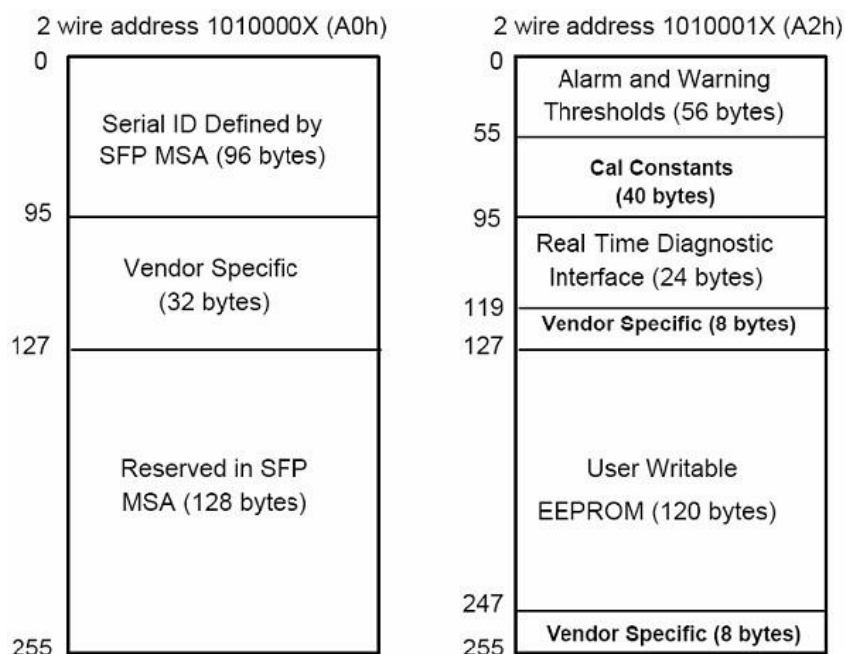 2 wire address 1010000X (A0h)
0
Serial ID Defined by
SFP MSA (96 bytes)
95
Vendor Specific
(32 bytes)
127
Reserved in SFP
MSA (128 bytes)
255
2 wire address 1010001X (A2h)
0
Alarm and Warning
Thresholds (56 bytes)
55
Cal Constants
(40 bytes)
95
Real Time Diagnostic
Interface (24 bytes)
119
Vendor Specific (8 bytes)
127
User Writable
EEPROM (120 bytes)
247
Vendor Specific (8 bytes)
255